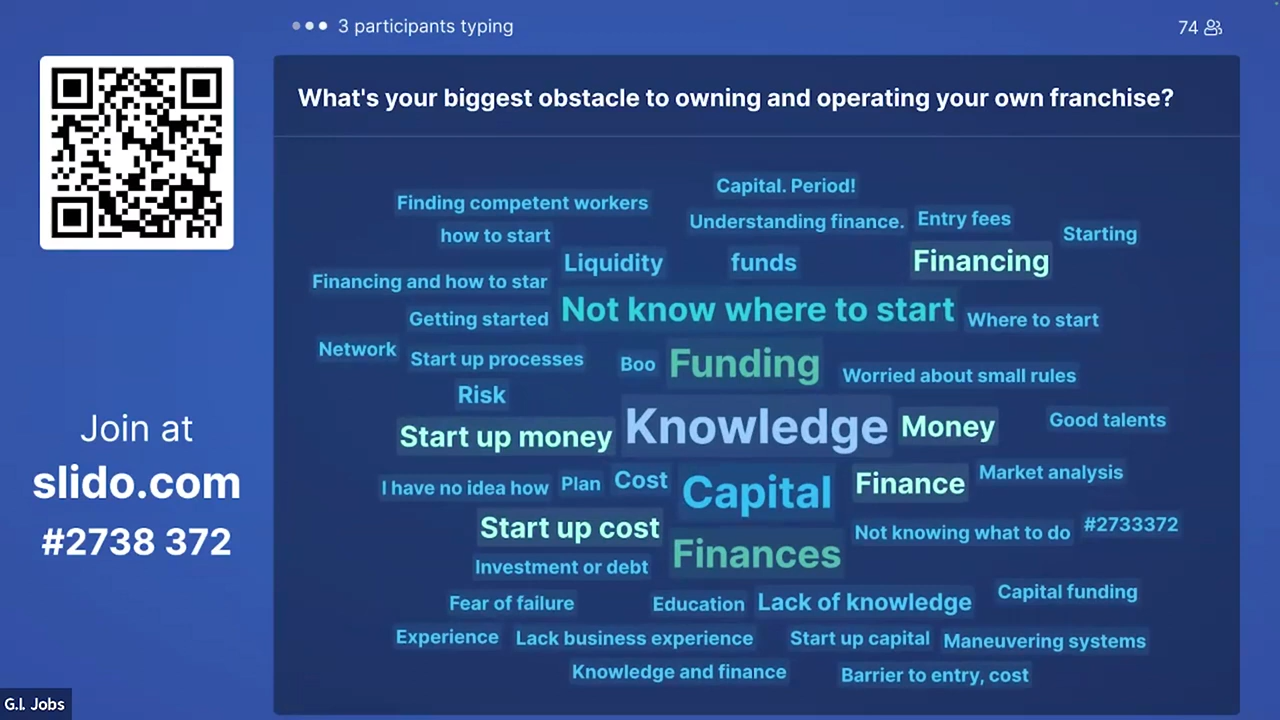 3 participants typing
74
What's your biggest obstacle to owning and operating your own franchise?
Capital. Period!
Finding competent workers
Understanding finance.
Entry fees
how to start
Starting
Liquidity
funds
Financing
Financing and how to star
Not know where to start
Getting started
Where to start
Network
Start up processes
Boo
Funding
Worried about small rules
Risk
Start up money
Knowledge
Money
Good talents
I have no idea how
Plan
Cost
Capital
Finance
Market analysis
Start up cost
Not knowing what to do
#2733372
Finances
Investment or debt
Fear of failure
Education
Lack of knowledge
Capital funding
Experience
Lack business experience
Start up capital
Maneuvering systems
Knowledge and finance
Barrier to entry, cost
Join at
slido.com
#2738 372
G.I. Jobs